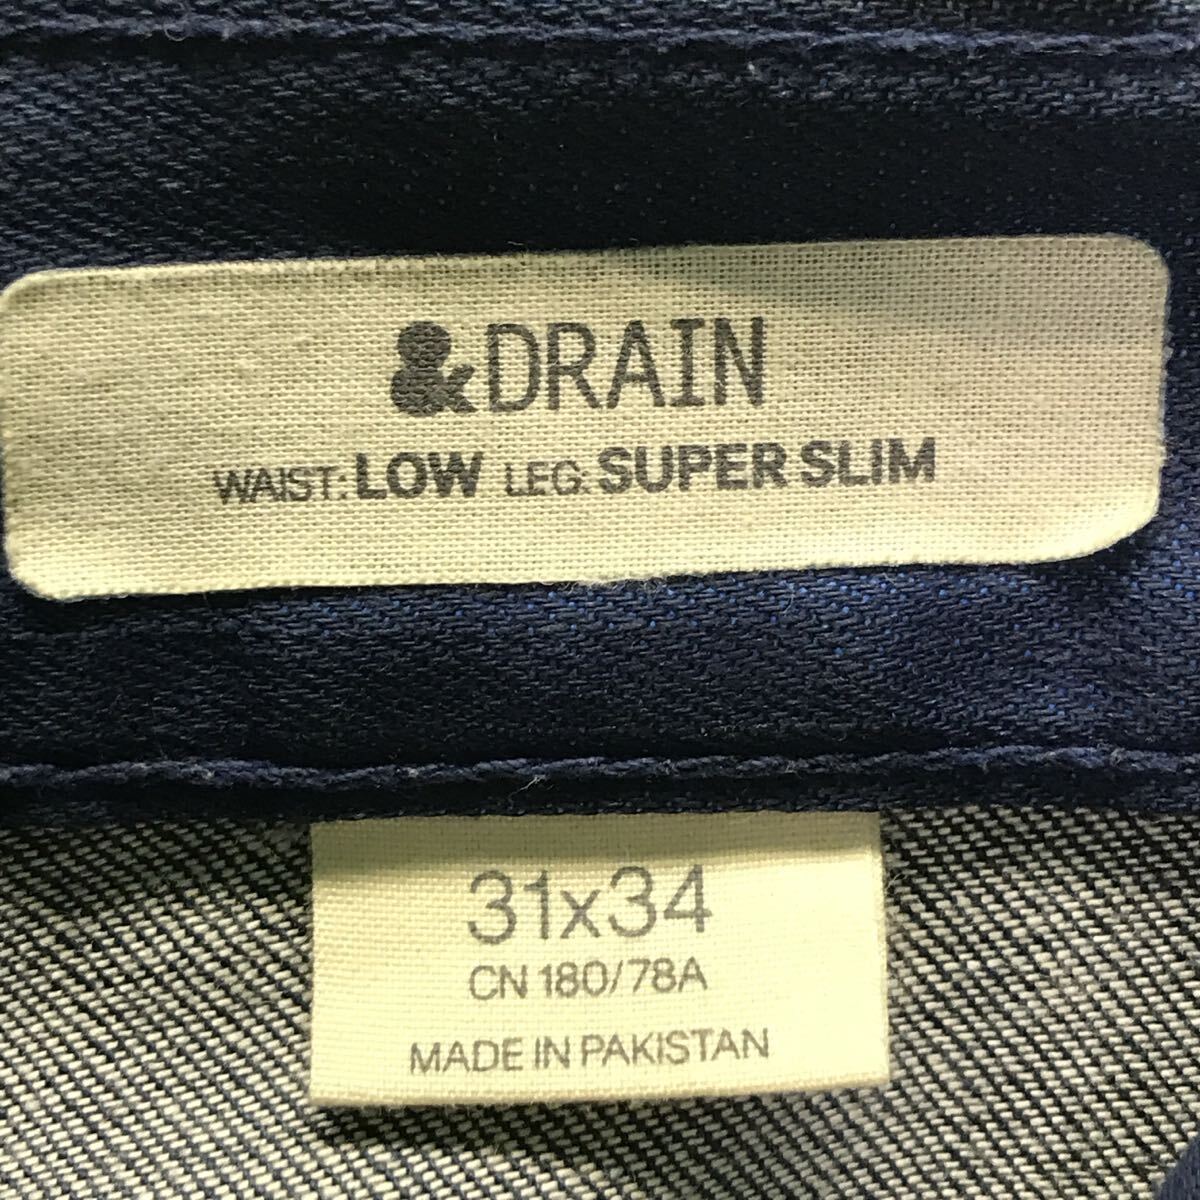 &DRAIN
WAIST: LOW LEG: SUPER SLIM
31x34
CN 180/78A
MADE IN PAKISTAN